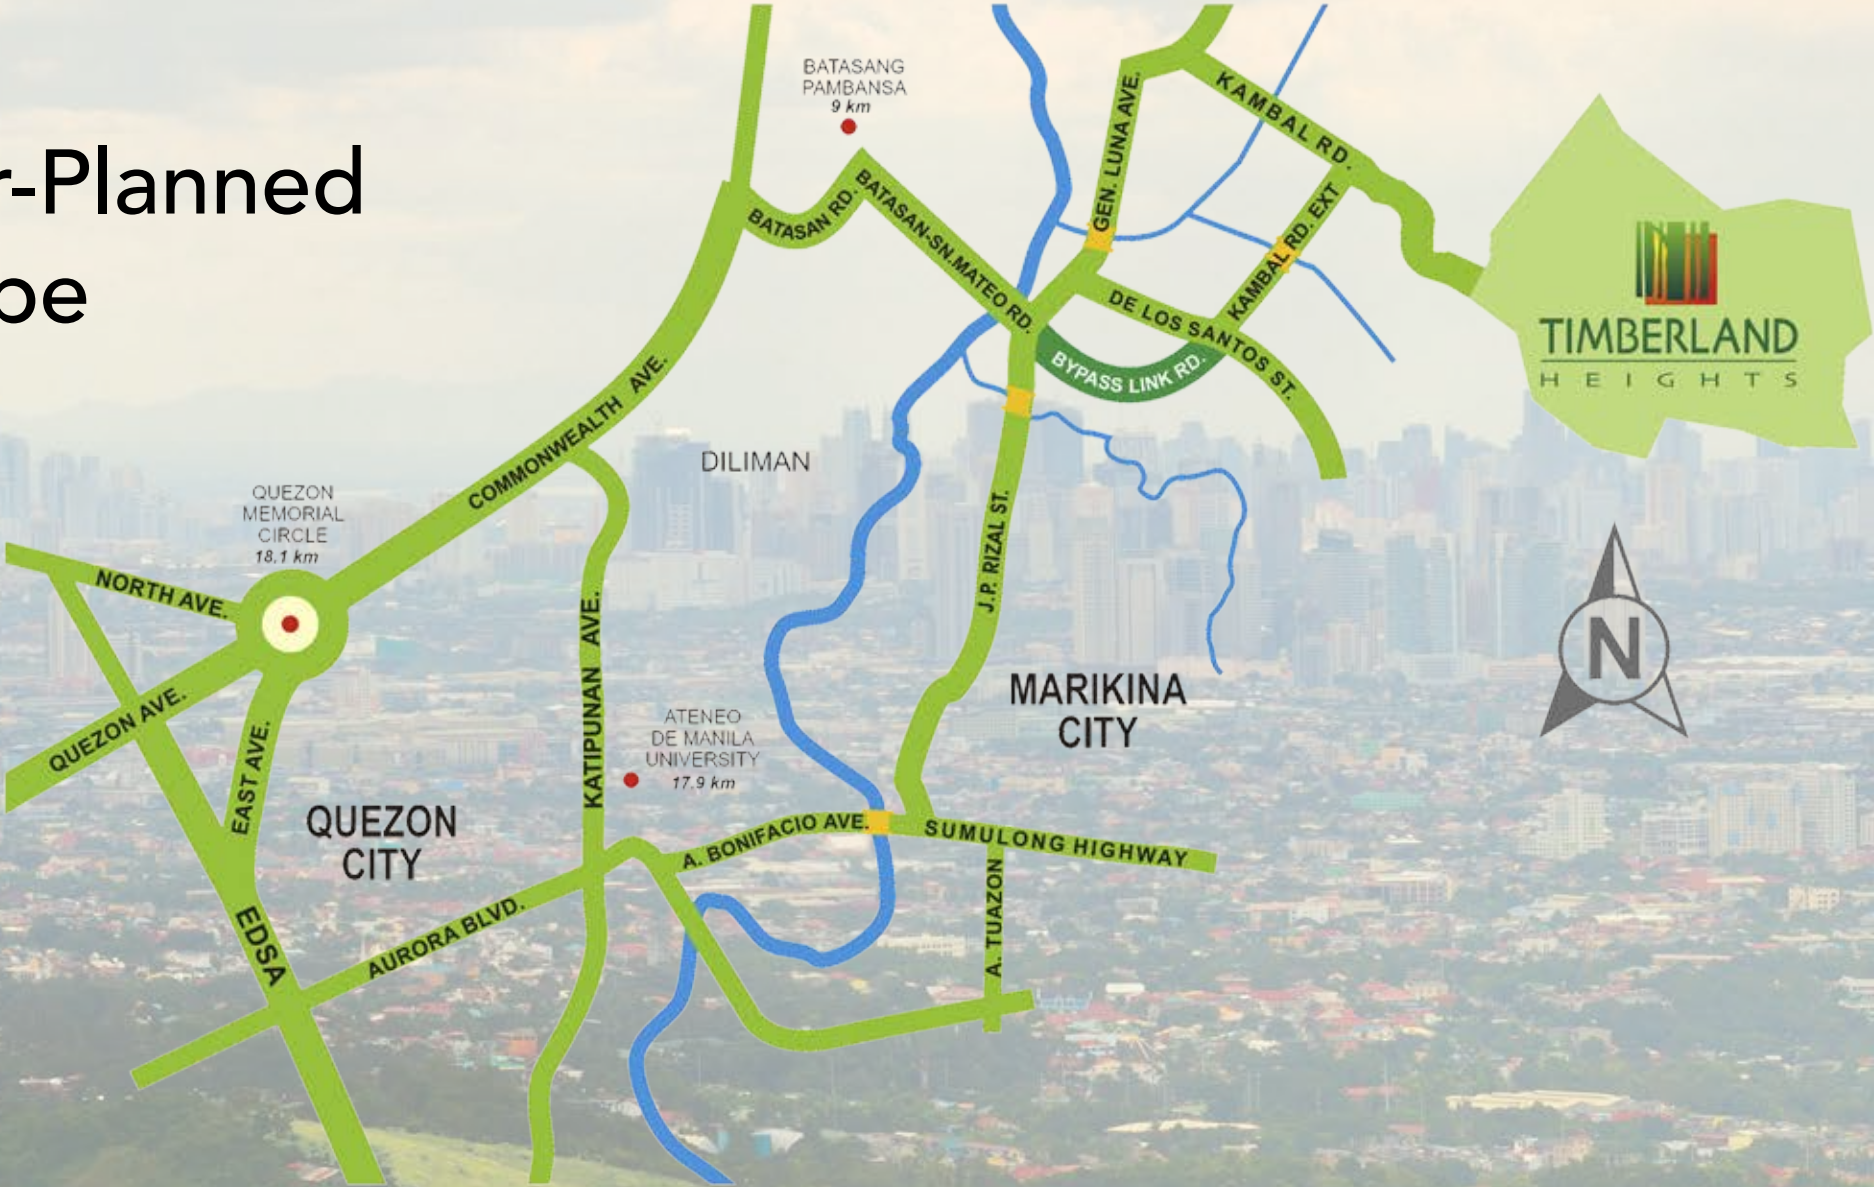 r-Planned
pe
BATASANG
PAMBANSA
9 km
KAMBAL RD.
GEN. LUNA AVE.
BATASAN RD.
BATASAN-SN.MATEO RD.
KAMBAL RD. EXT
DE LOS SANTOS ST.
BYPASS LINK RD.
TIMBERLAND
HEIGHTS
COMMONWEALTH AVE.
DILIMAN
QUEZON
MEMORIAL
CIRCLE
18.1 km
NORTH AVE.
J.P. RIZAL ST.
N
KATIPUNAN AVE.
MARIKINA
CITY
QUEZON AVE.
EAST AVE.
ATENEO
DE MANILA
UNIVERSITY
17.9 km
QUEZON
CITY
A. BONIFACIO AVE.
SUMULONG HIGHWAY
A. TUAZON
EDSA
AURORA BLVD.